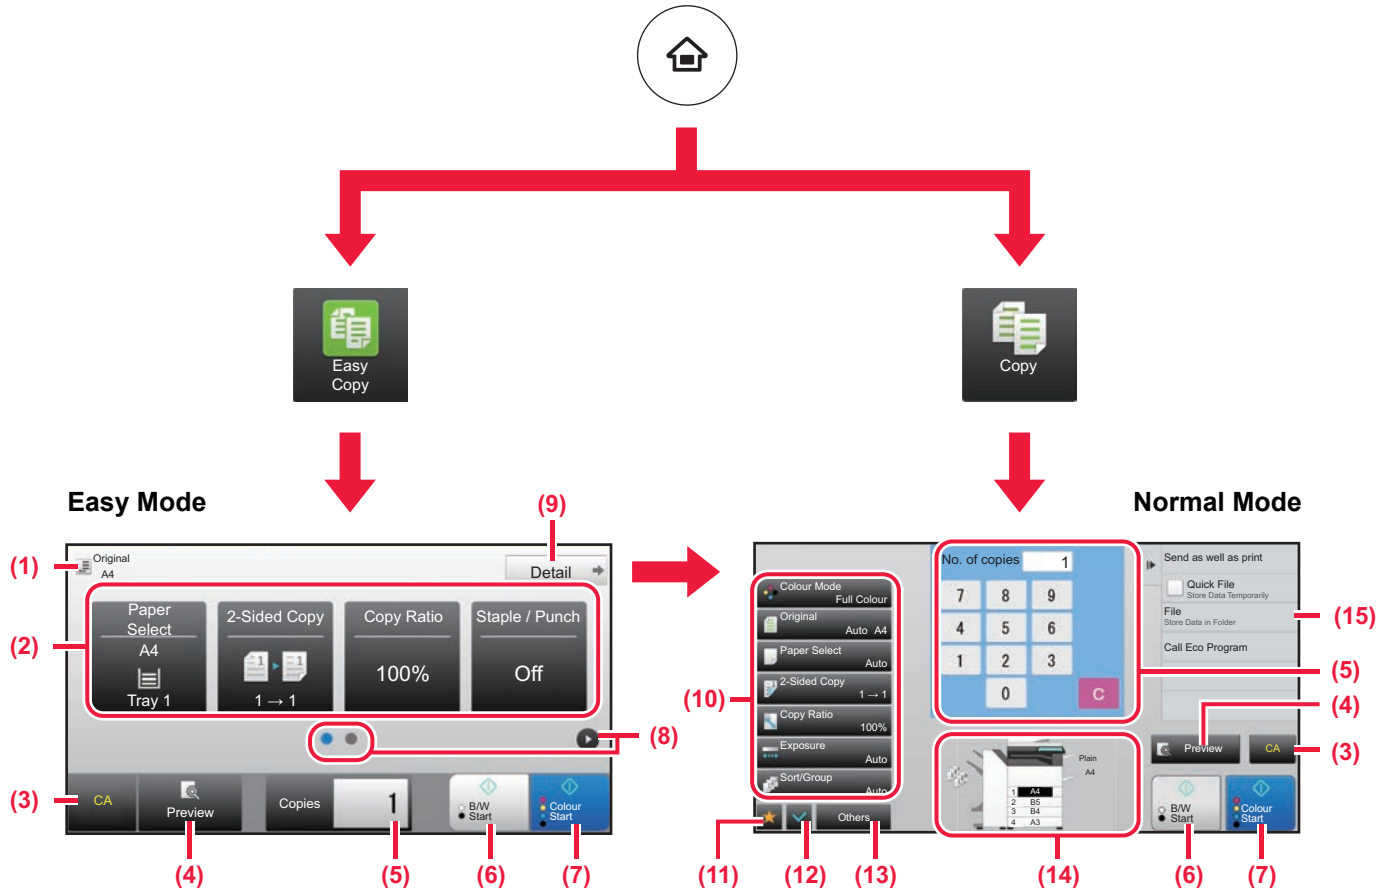 Easy
Copy
Copy
Easy Mode
Normal Mode
(9)
(1)
Original
A4
Detail
(2)
Paper
Select
A4
Tray 1
2-Sided Copy
1
1
1 → 1
Copy Ratio
100%
Staple / Punch
Off
(8)
(3)
CA
Preview
Copies
1
B/W
Start
Colour
Start
(4)
(5)
(6)
(7)
(10)
Colour Mode
Full Colour
Original
Auto A4
Paper Select
Auto
2-Sided Copy
1 → 1
Copy Ratio
100%
Exposure
Auto
Sort/Group
Auto
Others
No. of copies
1
7 8 9
4 5 6
1 2 3
0
C
Plain
A4
1 A4
2 B5
3 B4
4 A3
Send as well as print
Quick File
Store Data Temporarily
File
Store Data in Folder
Call Eco Program
(15)
(5)
(4)
Preview
CA
(3)
B/W
Start
Colour
Start
(11)
(12)
(13)
(14)
(6)
(7)